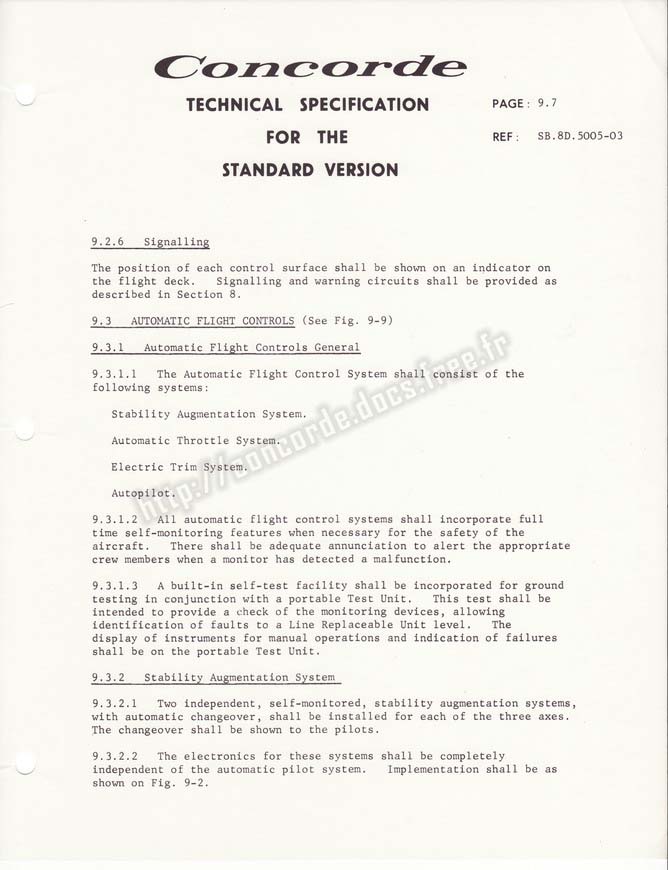 Concorde
TECHNICAL SPECIFICATION
FOR THE
STANDARD VERSION
PAGE: 9.7
REF: SB.8D.5005-03
9.2.6 Signalling
The position of each control surface shall be shown on an indicator on
the flight deck. Signalling and warning circuits shall be provided as
described in Section 8.
9.3 AUTOMATIC FLIGHT CONTROLS (See Fig. 9-9)
9.3.1 Automatic Flight Controls General
9.3.1.1 The Automatic Flight Control System shall consist of the
following systems:
Stability Augmentation System.
Automatic Throttle System.
Electric Trim System.
Autopilot.
9.3.1.2 All automatic flight control systems shall incorporate full
time self-monitoring features when necessary for the safety of the
aircraft. There shall be adequate annunciation to alert the appropriate
crew members when a monitor has detected a malfunction.
9.3.1.3 A built-in self-test facility shall be incorporated for ground
testing in conjunction with a portable Test Unit. This test shall be
intended to provide a check of the monitoring devices, allowing
identification of faults to a Line Replaceable Unit level. The
display of instruments for manual operations and indication of failures
shall be on the portable Test Unit.
9.3.2 Stability Augmentation System
9.3.2.1 Two independent, self-monitored, stability augmentation systems,
with automatic changeover, shall be installed for each of the three axes.
The changeover shall be shown to the pilots.
9.3.2.2 The electronics for these systems shall be completely
independent of the automatic pilot system. Implementation shall be as
shown on Fig. 9-2.
http://concorde.docs.free.fr